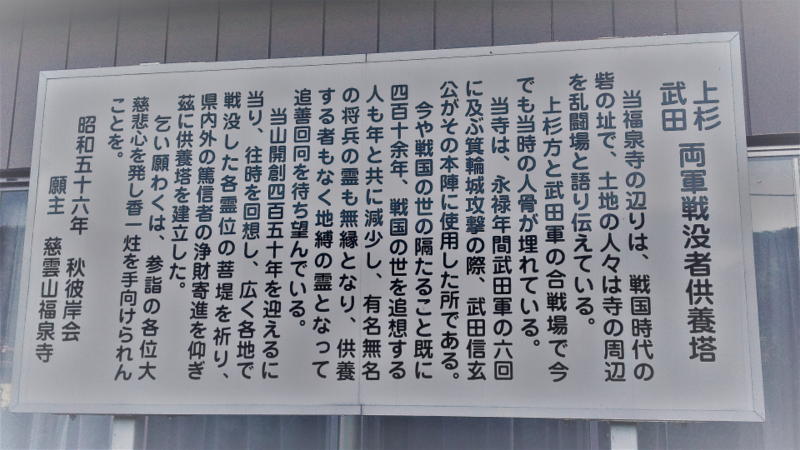 上杉
武田 両軍戦没者供養塔
当福泉寺の辺りは、戦国時代の
砦の址で、土地の人々は寺の周辺
を乱闘場と語り伝えている。
上杉方と武田軍の合戦場で今
でも当時の人骨が埋れている。
当寺は、永禄年間武田軍の六回
に及ぶ箕輪城攻撃の際、武田信玄
公がその本陣に使用した所である。
今や戦国の世の隔たること既に
四百十余年、戦国の世を追想する
人も年と共に減少し、有名無名
の将兵の霊も無縁となり、供養
する者もなく地縛の霊となって
追善回向を待ち望んでいる。
当山開創四百五十年を迎えるに
当り、往時を回想し、広く各地で
戦没した各霊位の菩堤を祈り、
県内外の篤信者の浄財寄進を仰ぎ
茲に供養塔を建立した。
乞い願わくは、参詣の各位大
慈悲心を発し香一炷を手向けられん
ことを。
昭和五十六年 秋彼岸会
願主 慈雲山福泉寺